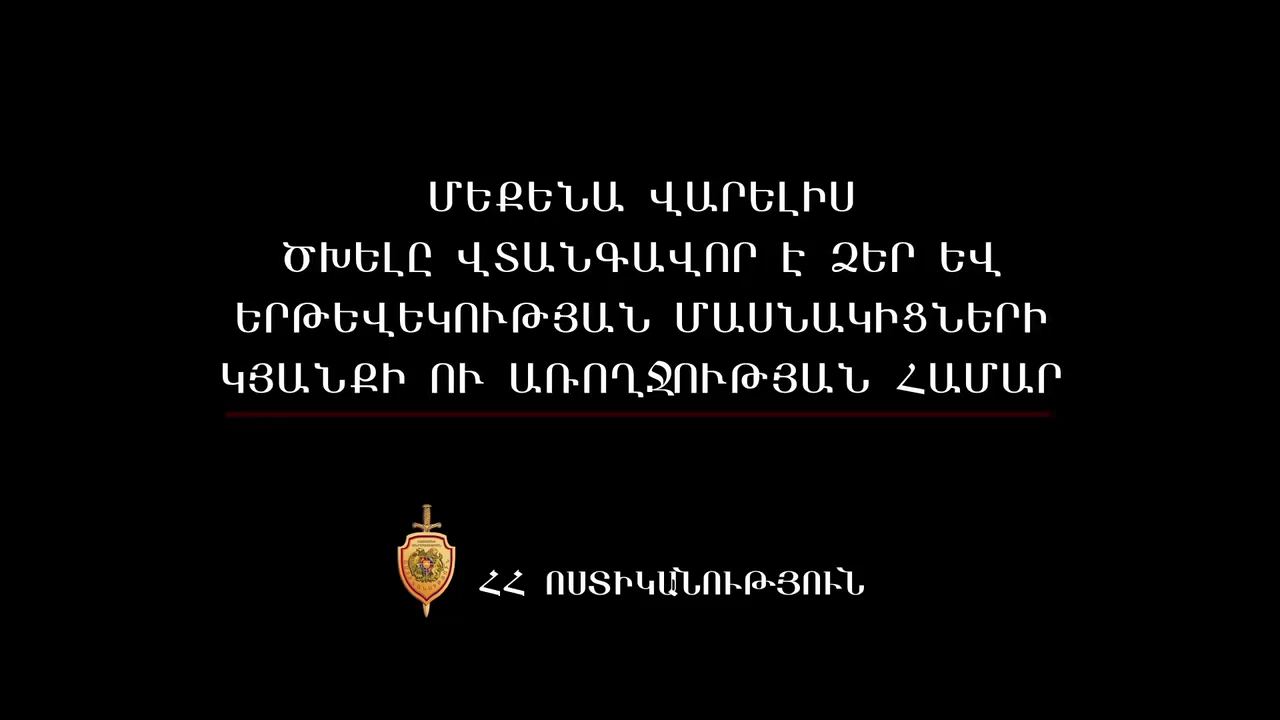 ՄԵՔԵՆԱ ՎԱՐԵԼԻՍ
ԾԽԵԼԸ ՎՏԱՆԳԱՎՈՐ Է ՁԵՐ ԵՎ
ԵՐԹԵՎԵԿՈՒԹՅԱՆ ՄԱՍՆԱԿԻՑՆԵՐԻ
ԿՅԱՆՔԻ ՈՒ ԱՌՈՂՋՈՒԹՅԱՆ ՀԱՄԱՐ
ՀՀ ՈՍՏԻԿԱՆՈՒԹՅՈՒՆ